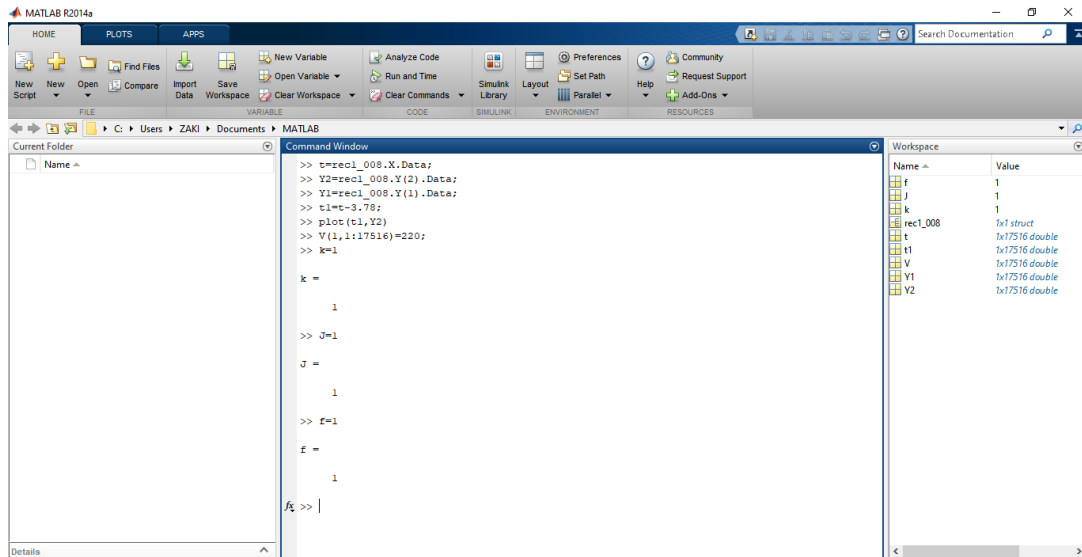 MATLAB R2014a
HOME PLOTS APPS Search Documentation
New Script New Open Find Files Compare Import Data Save Workspace New Variable Open Variable Clear Workspace Analyze Code Run and Time Clear Commands Simulink Library Layout Preferences Set Path Parallel Help Community Request Support Add-Ons
FILE VARIABLE CODE SIMULINK ENVIRONMENT RESOURCES
C: Users ZAKI Documents MATLAB
Current Folder
Name
Details
Command Window
>> t=rec1_008.X.Data;
>> Y2=rec1_008.Y(2).Data;
>> Y1=rec1_008.Y(1).Data;
>> t1=t-3.78;
>> plot(t1,Y2)
>> V(1,1:17516)=220;
>> k=1
k =
1
>> J=1
J =
1
>> f=1
f =
1
fx >>
Workspace
Name Value
f 1
J 1
k 1
rec1_008 1x1 struct
t 1x17516 double
t1 1x17516 double
V 1x17516 double
Y1 1x17516 double
Y2 1x17516 double